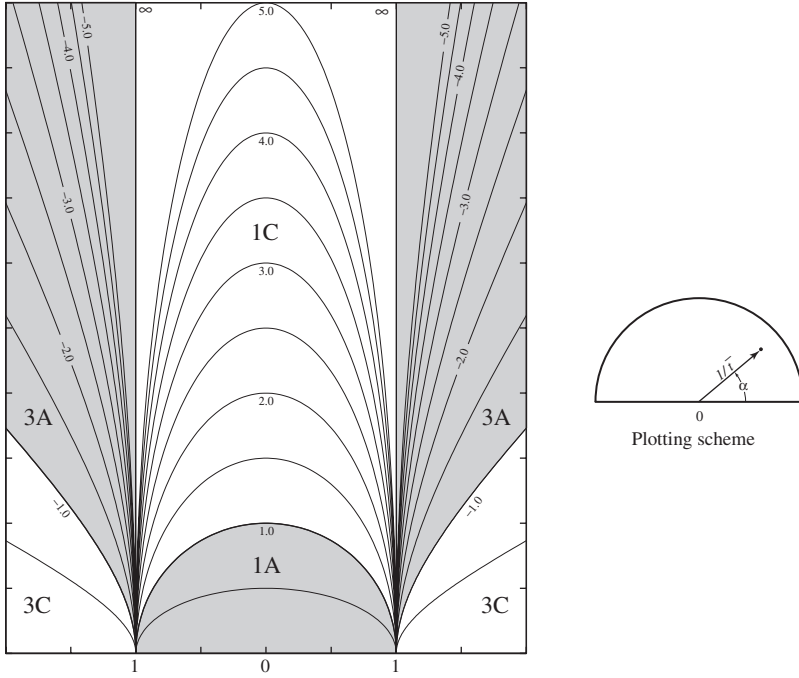 ∞ 5.0 ∞
−5.0 −5.0
−4.0 −4.0
4.0
−3.0 −3.0
1C
3.0
−2.0 −2.0
2.0
3A 3A
−1.0 −1.0
1.0
1A
3C 3C
1 0 1
1/t̄
α
0
Plotting scheme